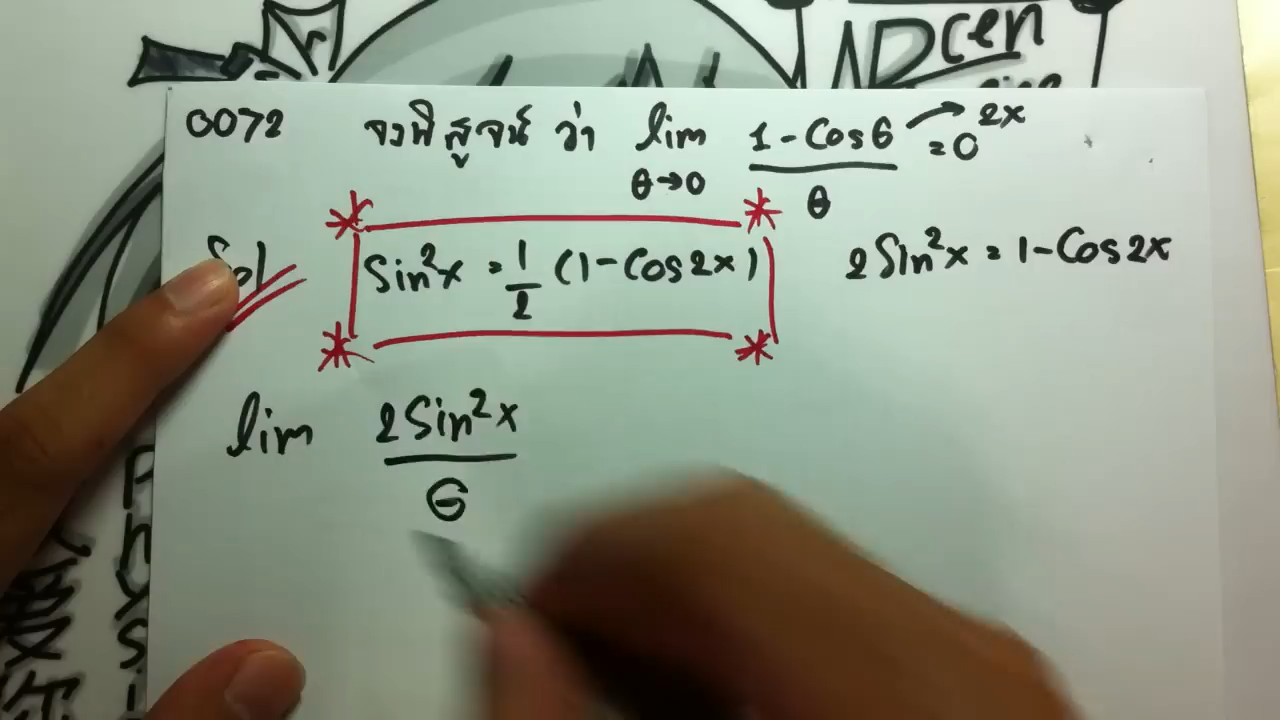 Dcen
0072 จงพิสูจน์ ว่า lim θ→0 1-Cosθ/θ =0 2x
Sol Sin²x = 1/2 (1-Cos2x) 2Sin²x = 1-Cos2x
lim 2Sin²x/θ